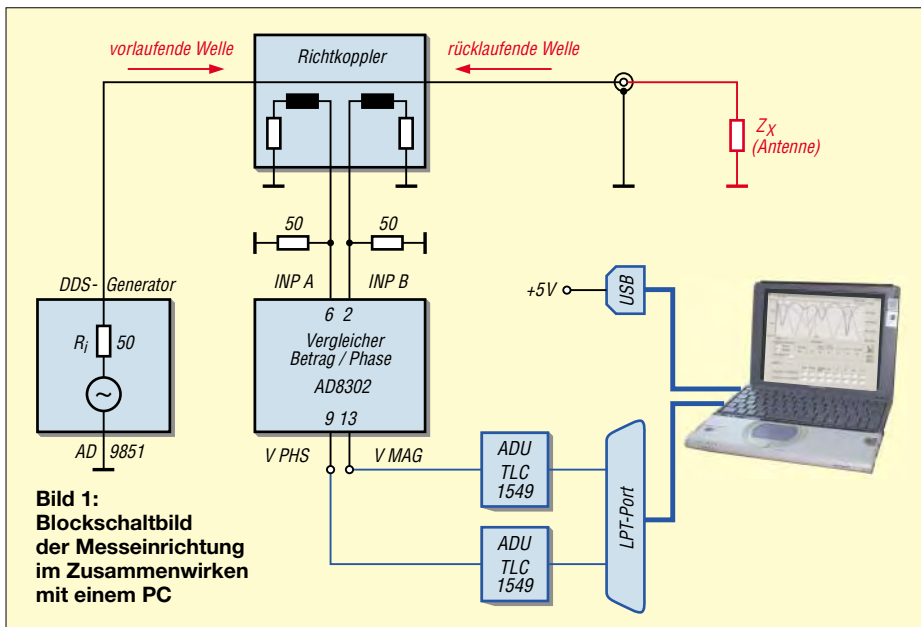 vorlaufende Welle
Richtkoppler
rücklaufende Welle
Z_X
(Antenne)
50
50
INP A
INP B
DDS- Generator
R_i 50
6 2
Vergleicher
Betrag / Phase
AD8302
9 13
+5V
USB
AD 9851
V PHS
V MAG
ADU
TLC
1549
ADU
TLC
1549
LPT-Port
Bild 1:
Blockschaltbild
der Messeinrichtung
im Zusammenwirken
mit einem PC